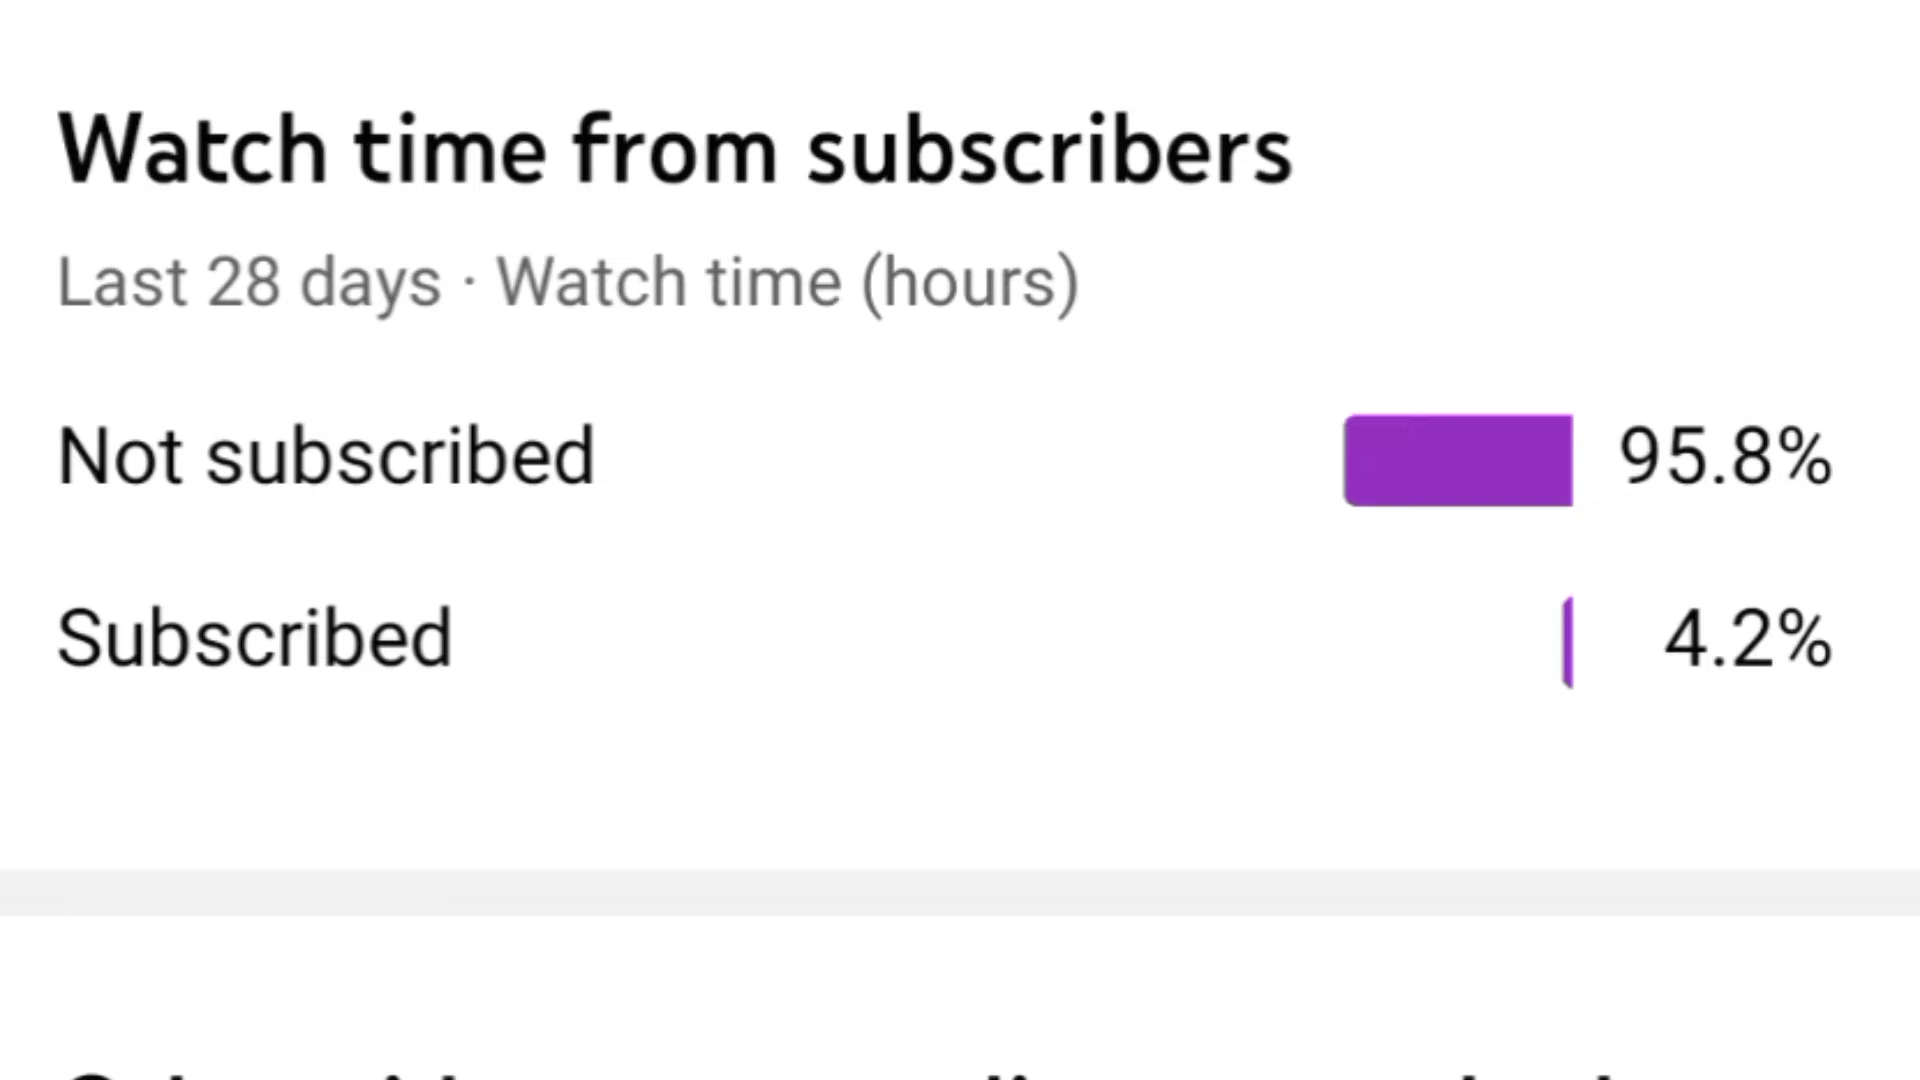 Watch time from subscribers
Last 28 days · Watch time (hours)
Not subscribed 95.8%
Subscribed 4.2%